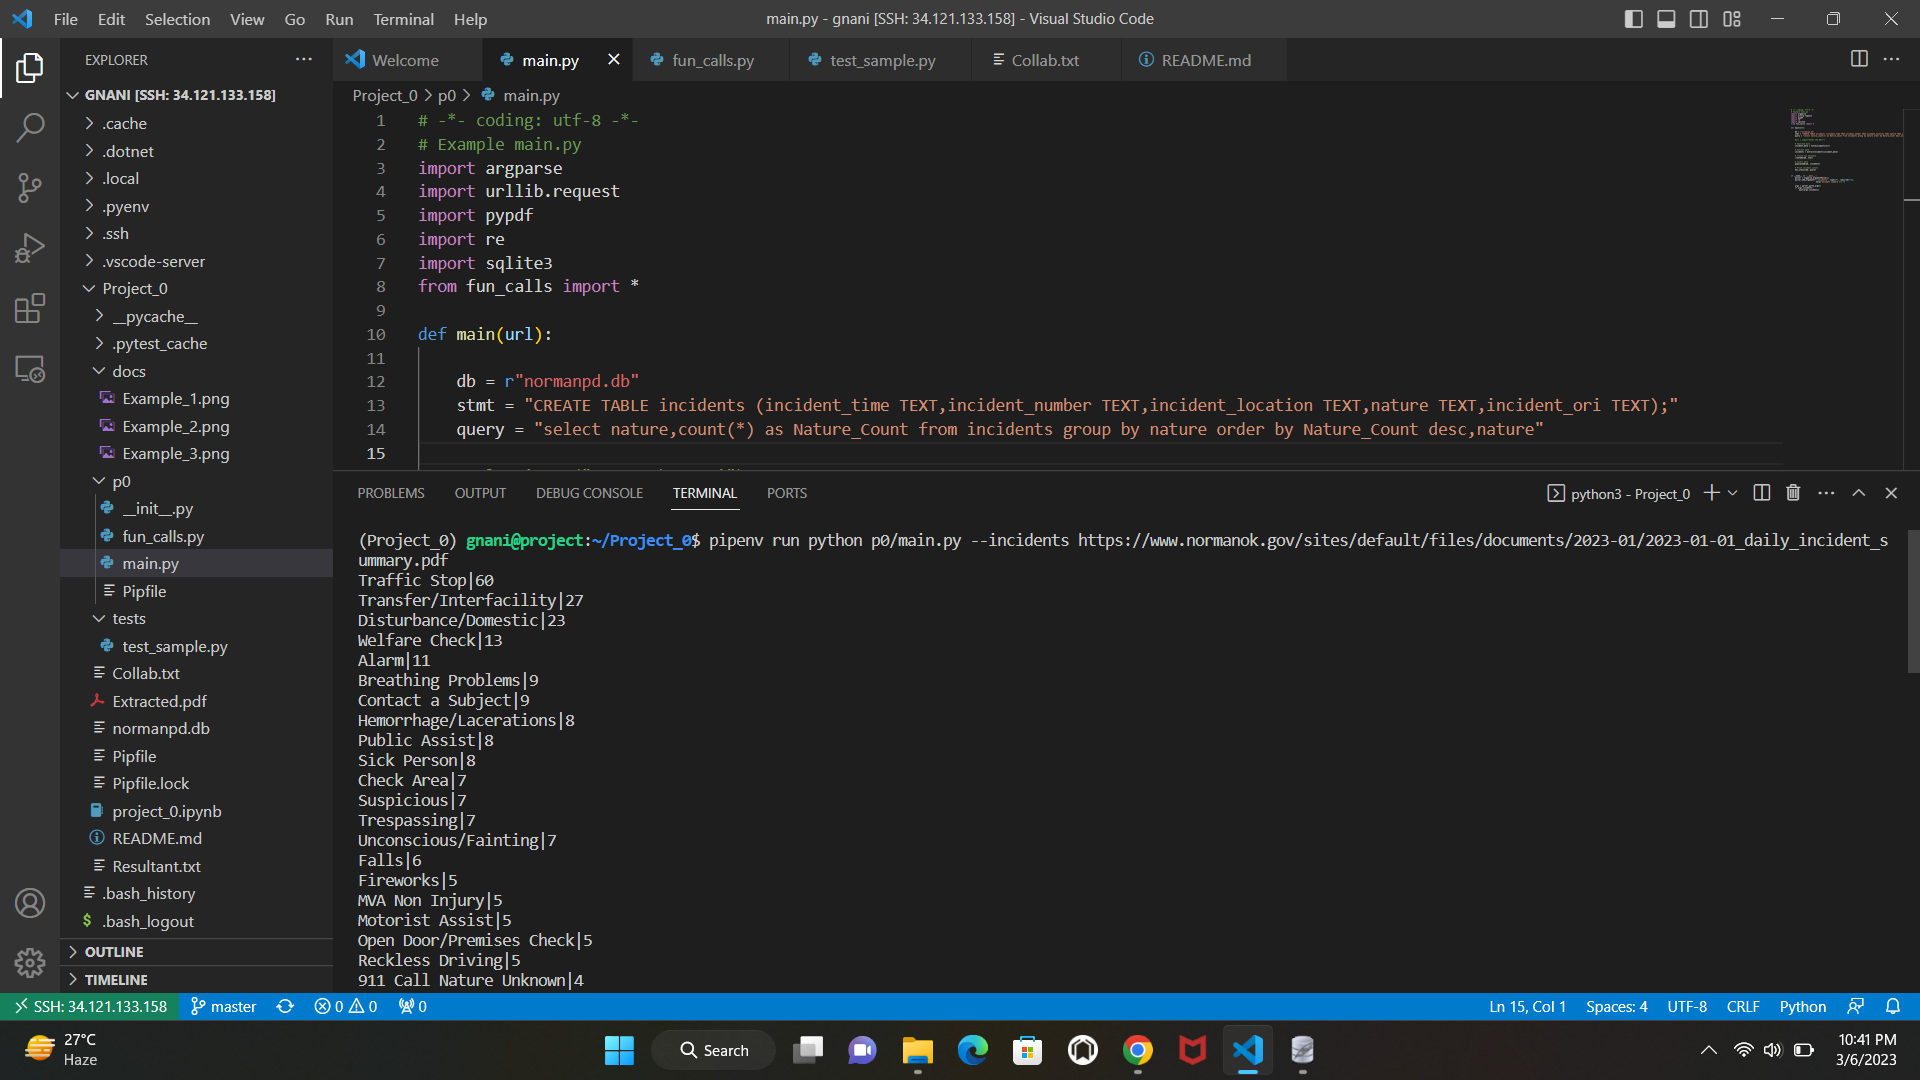 File Edit Selection View Go Run Terminal Help
main.py - gnani [SSH: 34.121.133.158] - Visual Studio Code
EXPLORER
GNANI [SSH: 34.121.133.158]
.cache
.dotnet
.local
.pyenv
.ssh
.vscode-server
Project_0
__pycache__
.pytest_cache
docs
Example_1.png
Example_2.png
Example_3.png
p0
__init__.py
fun_calls.py
main.py
Pipfile
tests
test_sample.py
Collab.txt
Extracted.pdf
normanpd.db
Pipfile
Pipfile.lock
project_0.ipynb
README.md
Resultant.txt
.bash_history
$ .bash_logout
OUTLINE
TIMELINE
Welcome main.py fun_calls.py test_sample.py Collab.txt README.md
Project_0 > p0 > main.py
1 # -*- coding: utf-8 -*-
2 # Example main.py
3 import argparse
4 import urllib.request
5 import pypdf
6 import re
7 import sqlite3
8 from fun_calls import *
9
10 def main(url):
11
12 db = r"normanpd.db"
13 stmt = "CREATE TABLE incidents (incident_time TEXT,incident_number TEXT,incident_location TEXT,nature TEXT,incident_ori TEXT);"
14 query = "select nature,count(*) as Nature_Count from incidents group by nature order by Nature_Count desc,nature"
15
PROBLEMS OUTPUT DEBUG CONSOLE TERMINAL PORTS
python3 - Project_0
(Project_0) gnani@project:~/Project_0$ pipenv run python p0/main.py --incidents https://www.normanok.gov/sites/default/files/documents/2023-01/2023-01-01_daily_incident_s
ummary.pdf
Traffic Stop|60
Transfer/Interfacility|27
Disturbance/Domestic|23
Welfare Check|13
Alarm|11
Breathing Problems|9
Contact a Subject|9
Hemorrhage/Lacerations|8
Public Assist|8
Sick Person|8
Check Area|7
Suspicious|7
Trespassing|7
Unconscious/Fainting|7
Falls|6
Fireworks|5
MVA Non Injury|5
Motorist Assist|5
Open Door/Premises Check|5
Reckless Driving|5
911 Call Nature Unknown|4
SSH: 34.121.133.158 master 0 0 0
Ln 15, Col 1 Spaces: 4 UTF-8 CRLF Python
27°C
Haze
Search
10:41 PM
3/6/2023